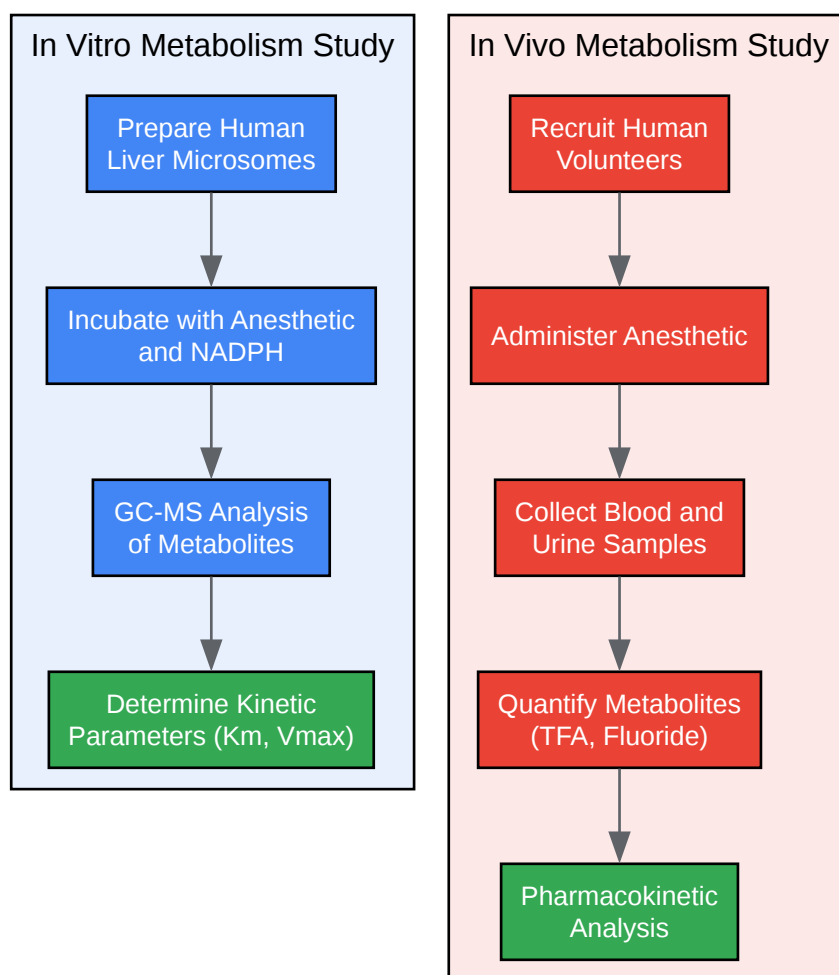 In Vitro Metabolism Study
Prepare Human
Liver Microsomes
Incubate with Anesthetic
and NADPH
GC-MS Analysis
of Metabolites
Determine Kinetic
Parameters (Km, Vmax)
In Vivo Metabolism Study
Recruit Human
Volunteers
Administer Anesthetic
Collect Blood and
Urine Samples
Quantify Metabolites
(TFA, Fluoride)
Pharmacokinetic
Analysis